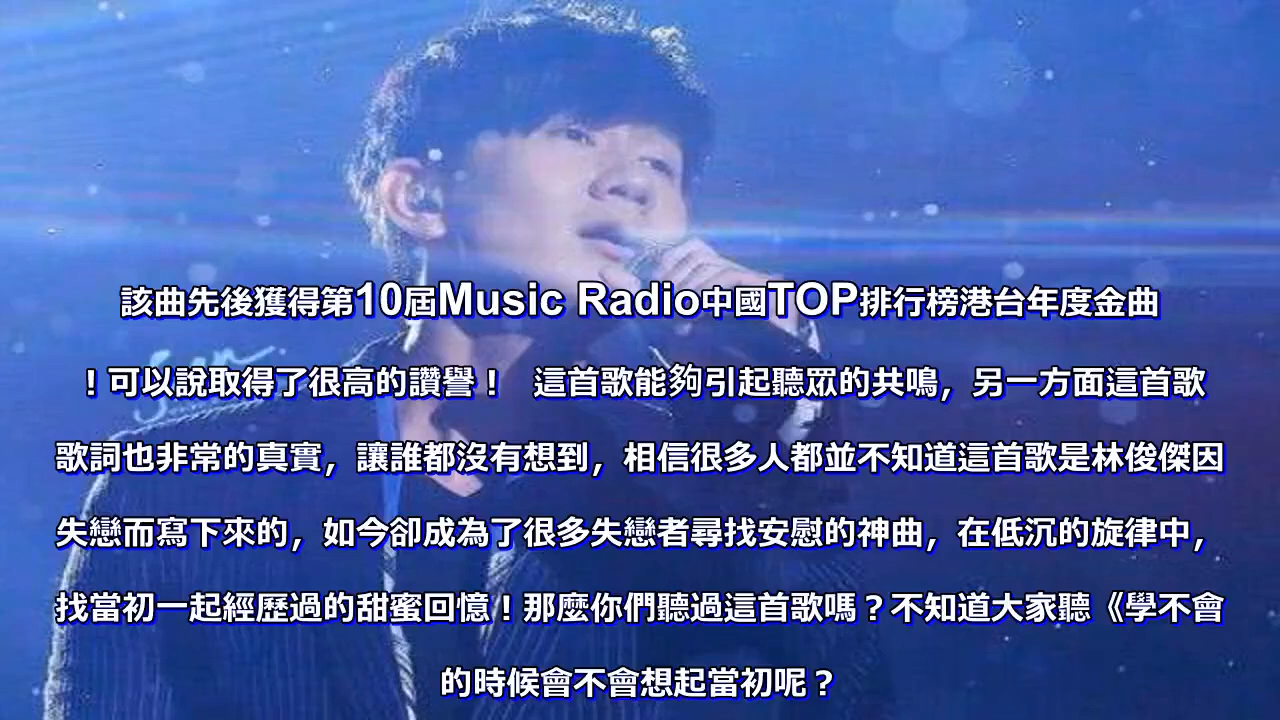 該曲先後獲得第10屆Music Radio中國TOP排行榜港台年度金曲
！可以說取得了很高的讚譽！ 這首歌能夠引起聽眾的共鳴，另一方面這首歌
歌詞也非常的真實，讓誰都沒有想到，相信很多人都並不知道這首歌是林俊傑因
失戀而寫下來的，如今卻成為了很多失戀者尋找安慰的神曲，在低沉的旋律中，
找當初一起經歷過的甜蜜回憶！那麼你們聽過這首歌嗎？不知道大家聽《學不會
的時候會不會想起當初呢？